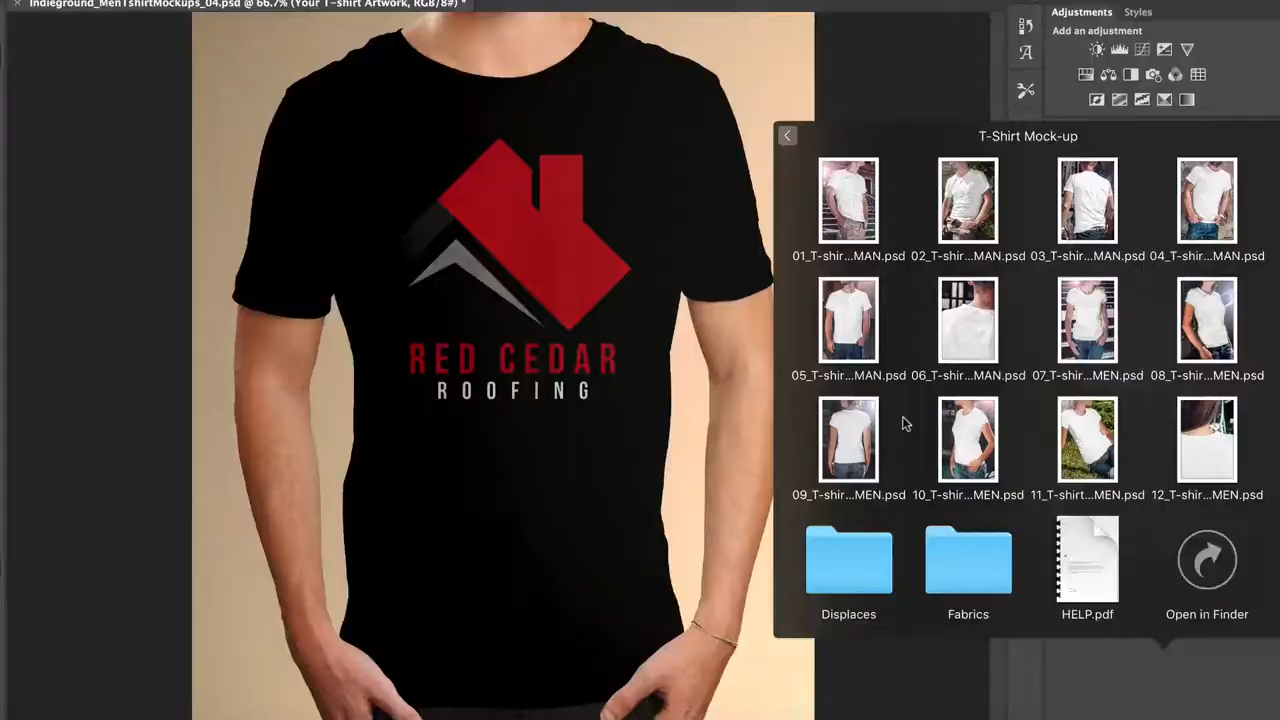 Indieground_MenTshirtMockups_04.psd @ 66.7% (Your T-shirt Artwork, RGB/8#) *
Adjustments
Styles
Add an adjustment
T-Shirt Mock-up
01_T-shir...MAN.psd
02_T-shir...MAN.psd
03_T-shir...MAN.psd
04_T-shir...MAN.psd
05_T-shir...MAN.psd
06_T-shir...MAN.psd
07_T-shir...MEN.psd
08_T-shir...MEN.psd
09_T-shir...MEN.psd
10_T-shir...MEN.psd
11_T-shirt...MEN.psd
12_T-shir...MEN.psd
Displaces
Fabrics
HELP.pdf
Open in Finder
RED CEDAR
ROOFING